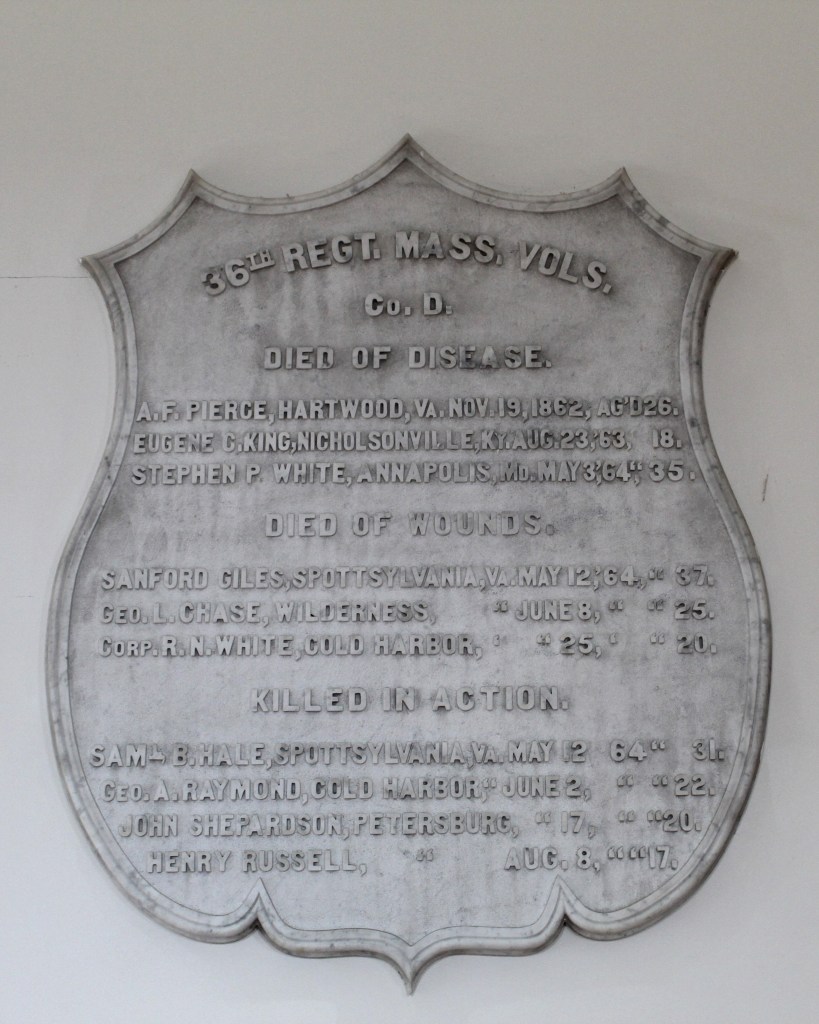 36TH REGT. MASS. VOLS.
Co. D.
DIED OF DISEASE.
A. F. PIERCE, HARTWOOD, VA. NOV. 19, 1862, AG'D 26.
EUGENE C. KING, NICHOLSONVILLE, KY. AUG. 23,'63, 18.
STEPHEN P. WHITE, ANNAPOLIS, MD. MAY 3,'64, " 35.
DIED OF WOUNDS.
SANFORD GILES, SPOTTSYLVANIA, VA. MAY 12,'64, " 37.
GEO. L. CHASE, WILDERNESS, " JUNE 8, " " 25.
CORP. R. N. WHITE, COLD HARBOR, ' " 25, ' " 20.
KILLED IN ACTION.
SAML B. HALE, SPOTTSYLVANIA, VA. MAY 12 64 " 31.
GEO. A. RAYMOND, COLD HARBOR, " JUNE 2, " " 22.
JOHN SHEPARDSON, PETERSBURG, " 17, " " 20.
HENRY RUSSELL, " AUG. 8, " " 17.